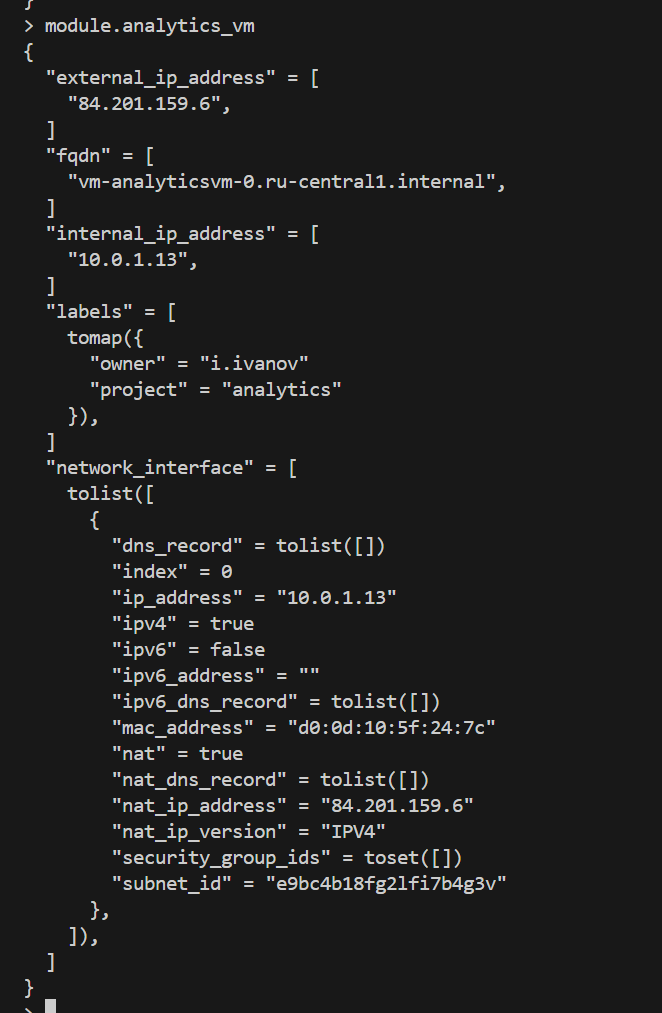 }
> module.analytics_vm
{
  "external_ip_address" = [
    "84.201.159.6",
  ]
  "fqdn" = [
    "vm-analyticsvm-0.ru-central1.internal",
  ]
  "internal_ip_address" = [
    "10.0.1.13",
  ]
  "labels" = [
    tomap({
      "owner" = "i.ivanov"
      "project" = "analytics"
    }),
  ]
  "network_interface" = [
    tolist([
      {
        "dns_record" = tolist([])
        "index" = 0
        "ip_address" = "10.0.1.13"
        "ipv4" = true
        "ipv6" = false
        "ipv6_address" = ""
        "ipv6_dns_record" = tolist([])
        "mac_address" = "d0:0d:10:5f:24:7c"
        "nat" = true
        "nat_dns_record" = tolist([])
        "nat_ip_address" = "84.201.159.6"
        "nat_ip_version" = "IPV4"
        "security_group_ids" = toset([])
        "subnet_id" = "e9bc4b18fg2lfi7b4g3v"
      },
    ]),
  ]
}
>